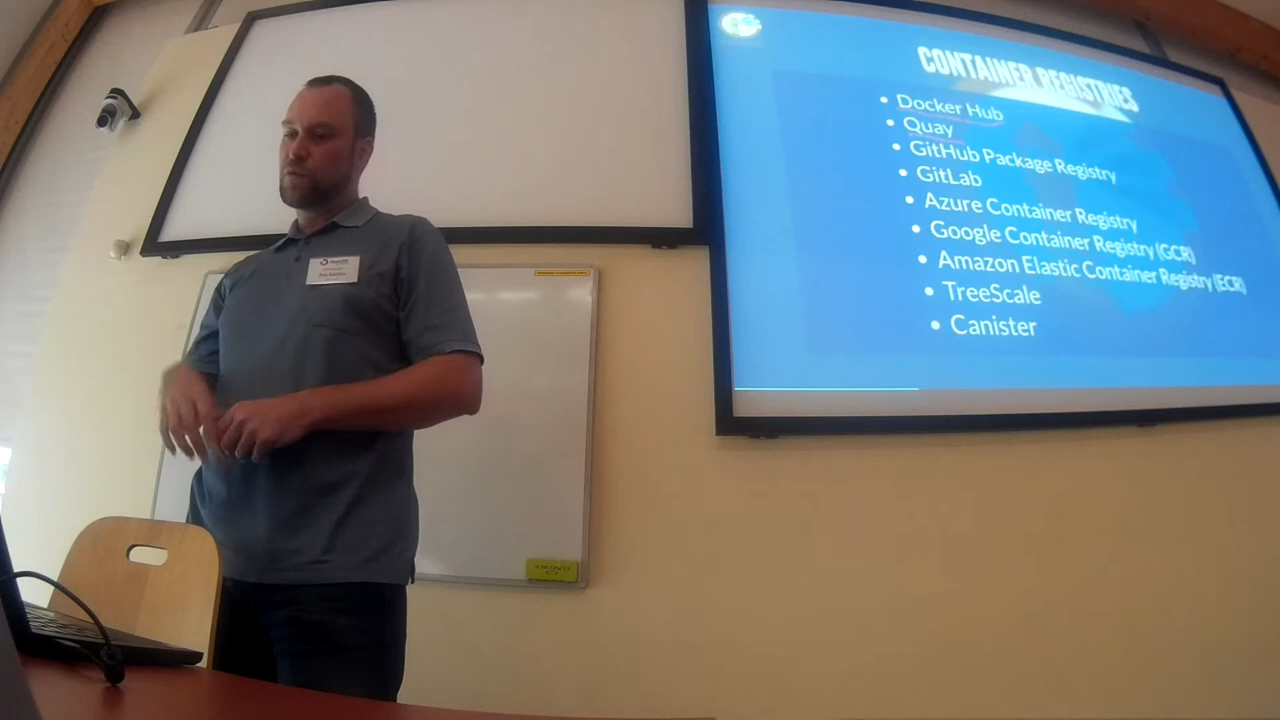 CONTAINER REGISTRIES
• Docker Hub
• Quay
• GitHub Package Registry
• GitLab
• Azure Container Registry
• Google Container Registry (GCR)
• Amazon Elastic Container Registry (ECR)
• TreeScale
• Canister